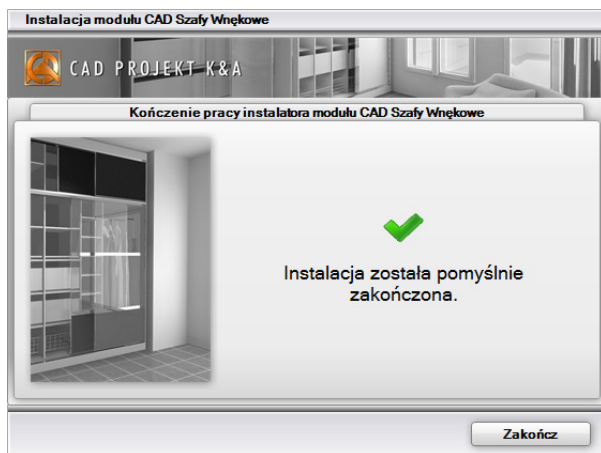 Instalacja modułu CAD Szafy Wnękowe
CAD PROJEKT K&A
Kończenie pracy instalatora modułu CAD Szafy Wnękowe
Instalacja została pomyślnie
zakończona.
Zakończ